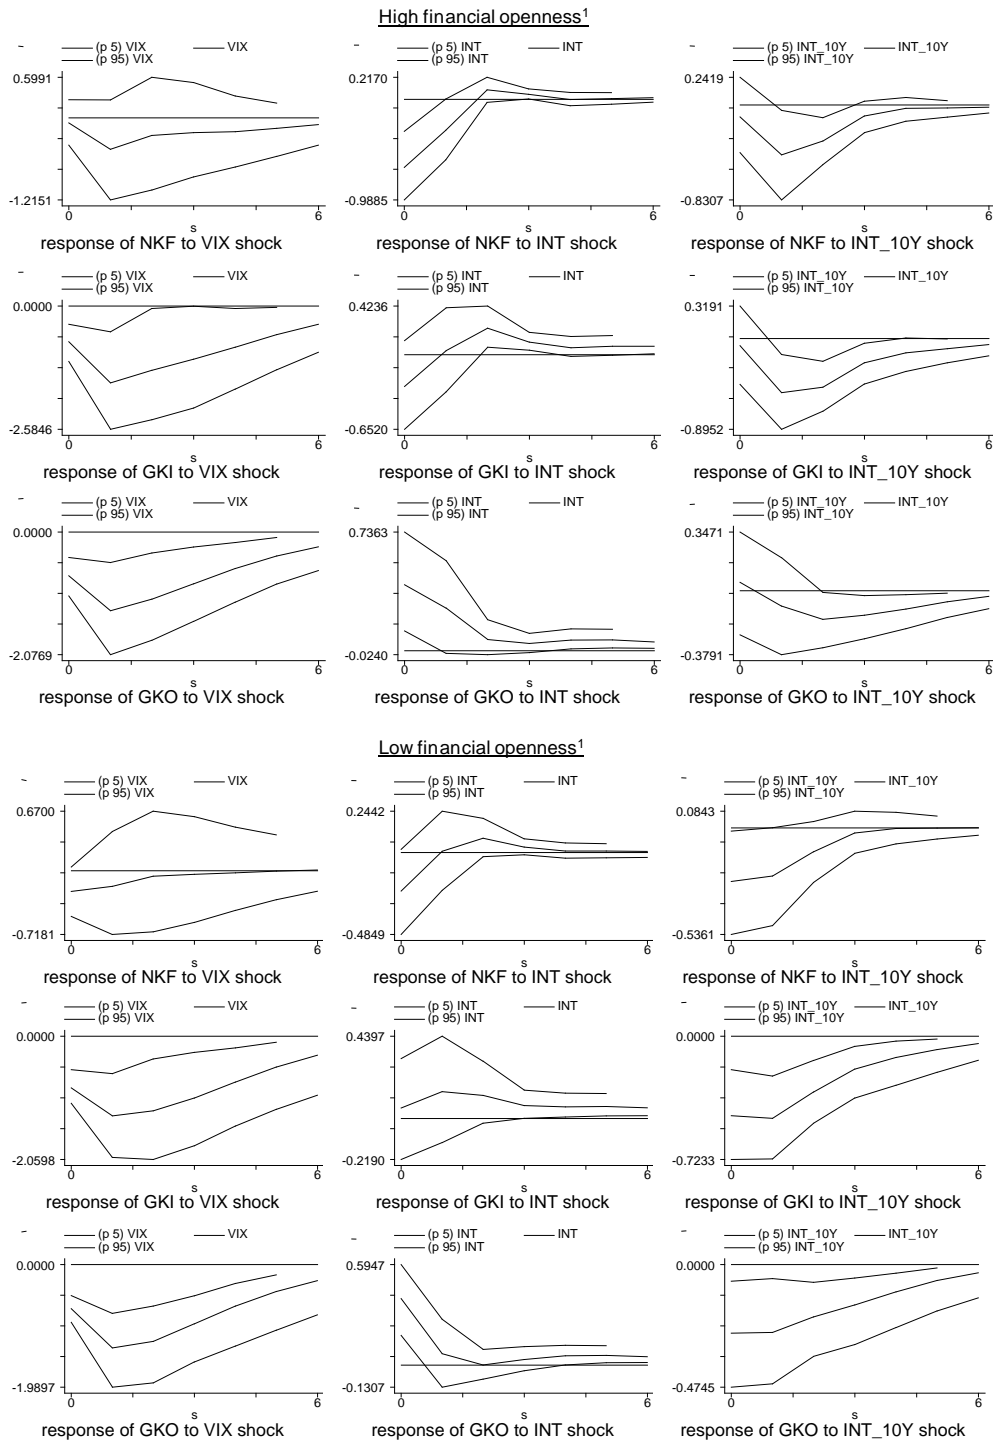 High financial openness1
(p 5) VIX VIX
(p 95) VIX
0.5991
-1.2151
0 6
s
response of NKF to VIX shock
(p 5) INT INT
(p 95) INT
0.2170
-0.9885
0 6
s
response of NKF to INT shock
(p 5) INT_10Y INT_10Y
(p 95) INT_10Y
0.2419
-0.8307
0 6
s
response of NKF to INT_10Y shock
(p 5) VIX VIX
(p 95) VIX
0.0000
-2.5846
0 6
s
response of GKI to VIX shock
(p 5) INT INT
(p 95) INT
0.4236
-0.6520
0 6
s
response of GKI to INT shock
(p 5) INT_10Y INT_10Y
(p 95) INT_10Y
0.3191
-0.8952
0 6
s
response of GKI to INT_10Y shock
(p 5) VIX VIX
(p 95) VIX
0.0000
-2.0769
0 6
s
response of GKO to VIX shock
(p 5) INT INT
(p 95) INT
0.7363
-0.0240
0 6
s
response of GKO to INT shock
(p 5) INT_10Y INT_10Y
(p 95) INT_10Y
0.3471
-0.3791
0 6
s
response of GKO to INT_10Y shock
Low financial openness1
(p 5) VIX VIX
(p 95) VIX
0.6700
-0.7181
0 6
s
response of NKF to VIX shock
(p 5) INT INT
(p 95) INT
0.2442
-0.4849
0 6
s
response of NKF to INT shock
(p 5) INT_10Y INT_10Y
(p 95) INT_10Y
0.0843
-0.5361
0 6
s
response of NKF to INT_10Y shock
(p 5) VIX VIX
(p 95) VIX
0.0000
-2.0598
0 6
s
response of GKI to VIX shock
(p 5) INT INT
(p 95) INT
0.4397
-0.2190
0 6
s
response of GKI to INT shock
(p 5) INT_10Y INT_10Y
(p 95) INT_10Y
0.0000
-0.7233
0 6
s
response of GKI to INT_10Y shock
(p 5) VIX VIX
(p 95) VIX
0.0000
-1.9897
0 6
s
response of GKO to VIX shock
(p 5) INT INT
(p 95) INT
0.5947
-0.1307
0 6
s
response of GKO to INT shock
(p 5) INT_10Y INT_10Y
(p 95) INT_10Y
0.0000
-0.4745
0 6
s
response of GKO to INT_10Y shock